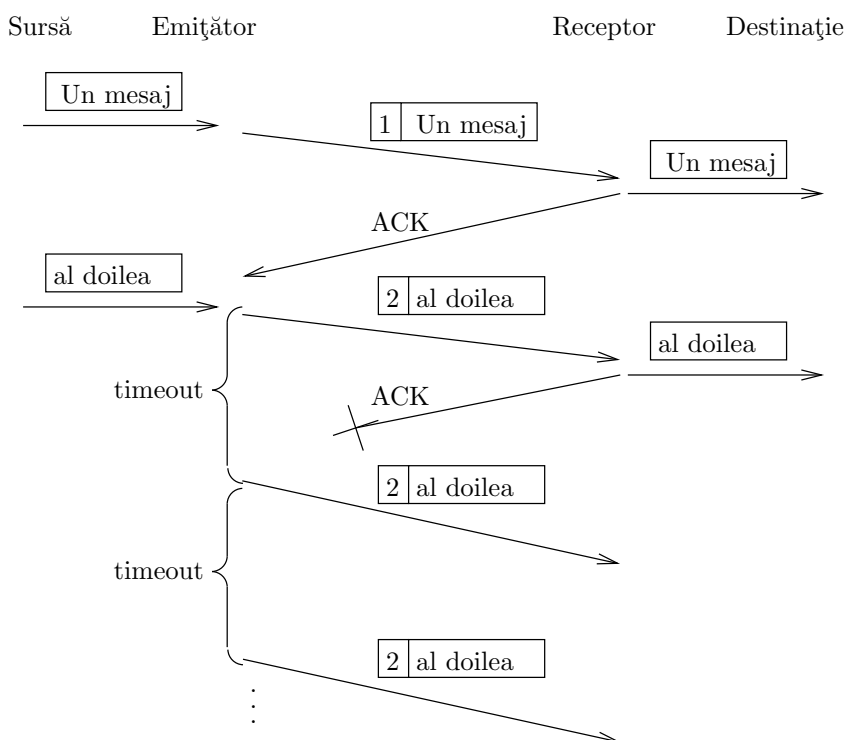 Sursă Emiţător Receptor Destinaţie
Un mesaj
1 Un mesaj
Un mesaj
ACK
al doilea
2 al doilea
al doilea
timeout
ACK
2 al doilea
timeout
2 al doilea